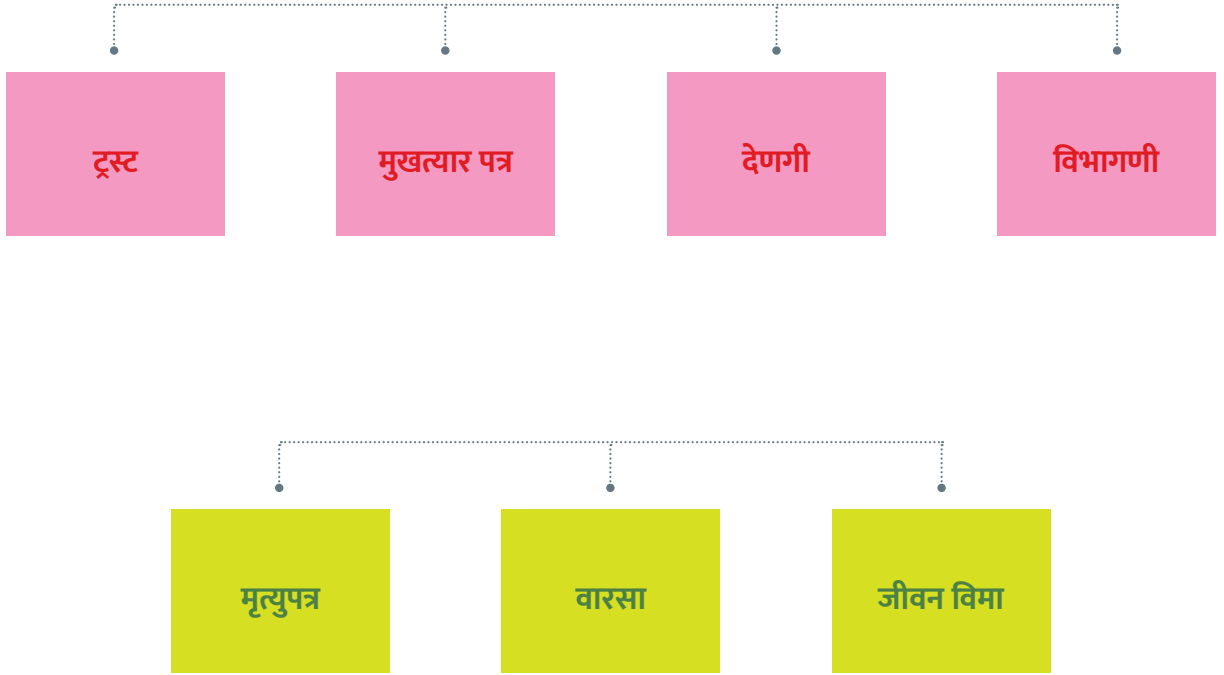 ट्रस्ट
मुखत्यार पत्र
देणगी
विभागणी
मृत्युपत्र
वारसा
जीवन विमा